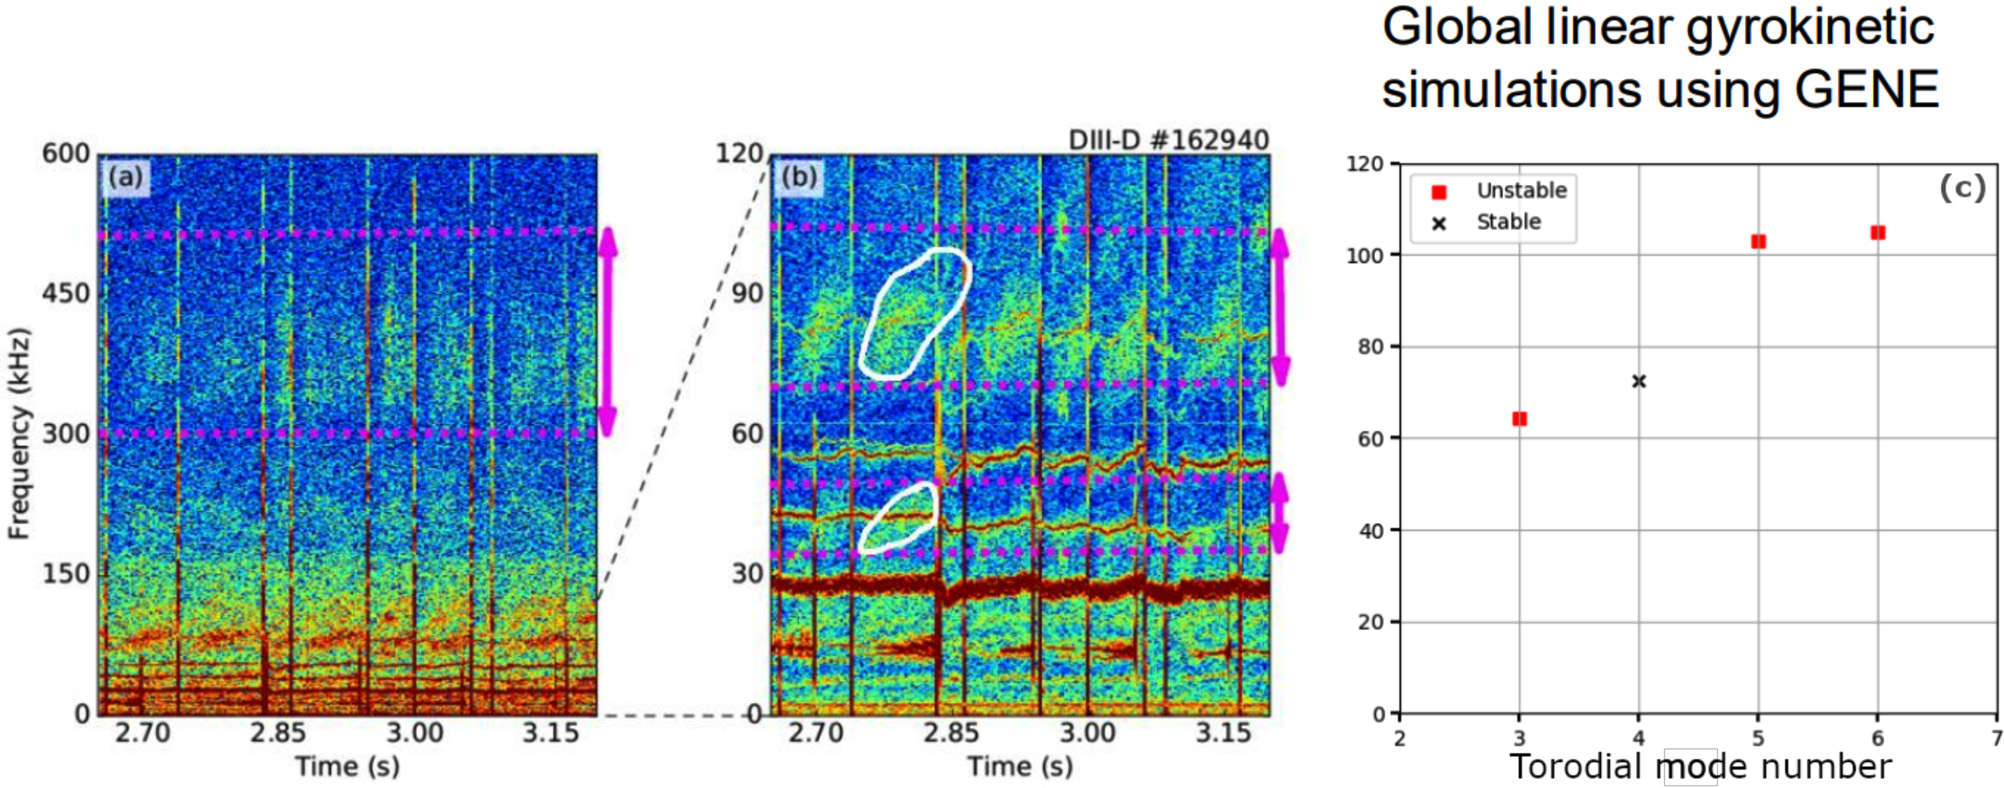 Global linear gyrokinetic
simulations using GENE
DIII-D #162940
(a)
600
450
300
150
0
Frequency (kHz)
2.70 2.85 3.00 3.15
Time (s)
(b)
120
90
60
30
0
2.70 2.85 3.00 3.15
Time (s)
(c)
Unstable
Stable
120
100
80
60
40
20
0
2 3 4 5 6 7
Torodial mode number